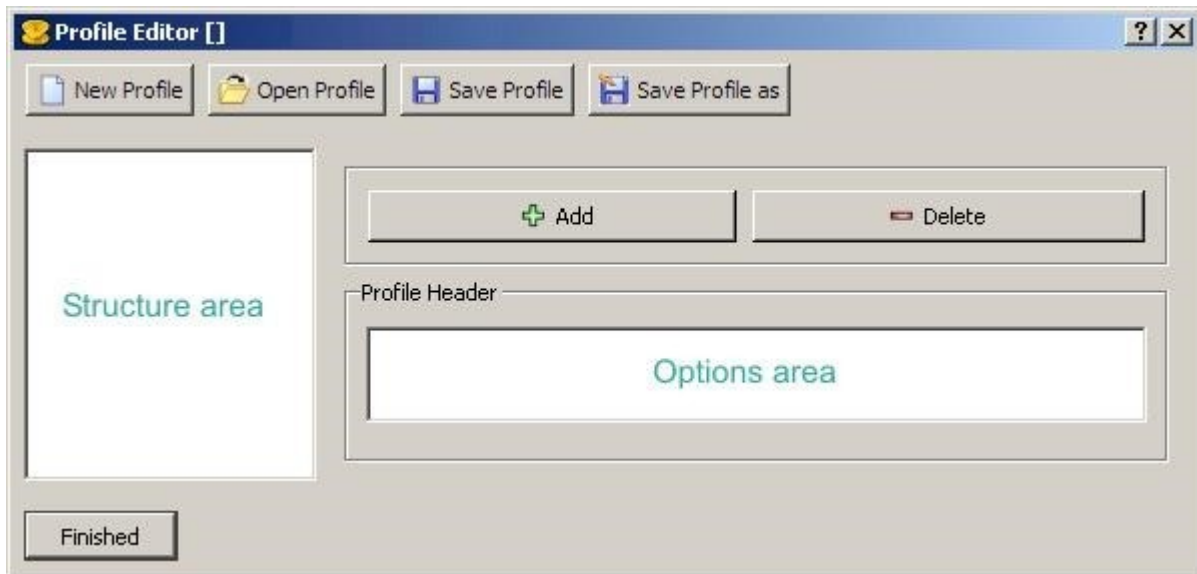 Profile Editor []
New Profile Open Profile Save Profile Save Profile as
Add Delete
Structure area
Profile Header
Options area
Finished